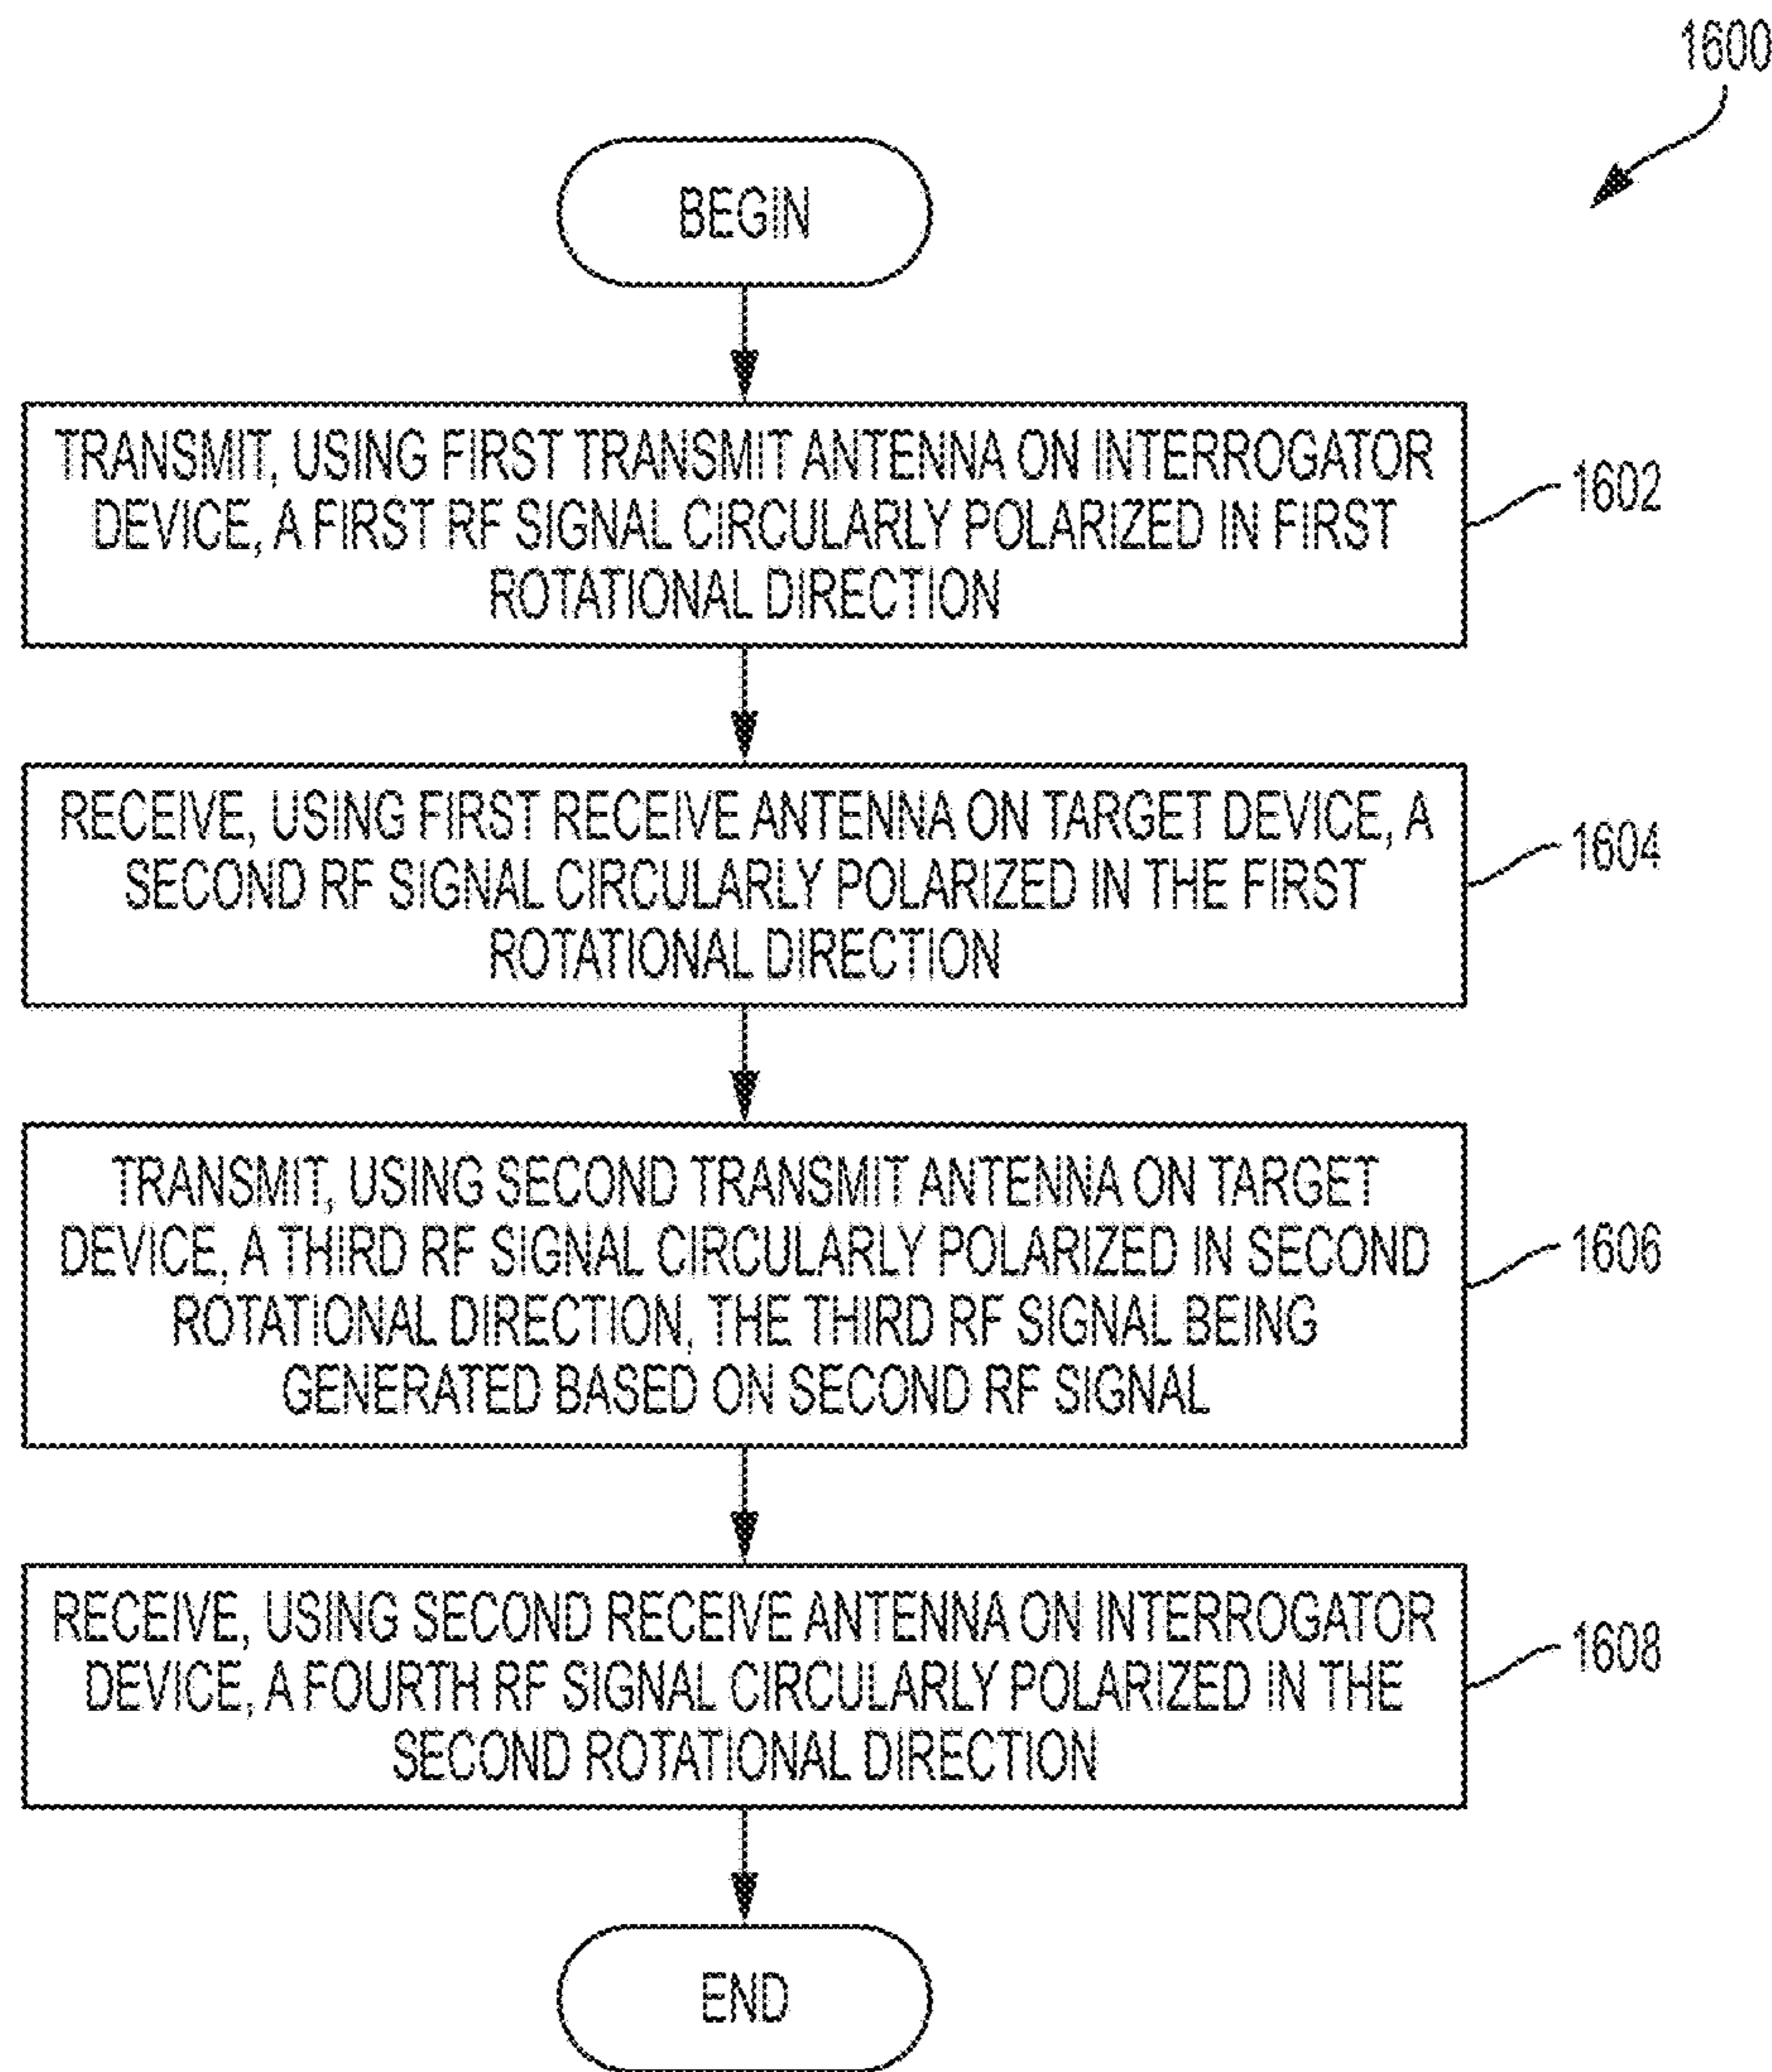 1600
BEGIN
TRANSMIT, USING FIRST TRANSMIT ANTENNA ON INTERROGATOR
DEVICE, A FIRST RF SIGNAL CIRCULARLY POLARIZED IN FIRST
ROTATIONAL DIRECTION
1602
RECEIVE, USING FIRST RECEIVE ANTENNA ON TARGET DEVICE, A
SECOND RF SIGNAL CIRCULARLY POLARIZED IN THE FIRST
ROTATIONAL DIRECTION
1604
TRANSMIT, USING SECOND TRANSMIT ANTENNA ON TARGET
DEVICE, A THIRD RF SIGNAL CIRCULARLY POLARIZED IN SECOND
ROTATIONAL DIRECTION, THE THIRD RF SIGNAL BEING
GENERATED BASED ON SECOND RF SIGNAL
1606
RECEIVE, USING SECOND RECEIVE ANTENNA ON INTERROGATOR
DEVICE, A FOURTH RF SIGNAL CIRCULARLY POLARIZED IN THE
SECOND ROTATIONAL DIRECTION
1608
END